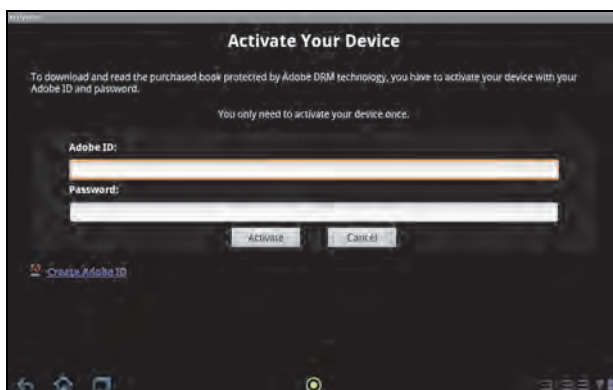 Activate Your Device
To download and read the purchased book protected by Adobe DRM technology, you have to activate your device with your
Adobe ID and password.
You only need to activate your device once.
Adobe ID:
Password:
Activate Cancel
Create Adobe ID